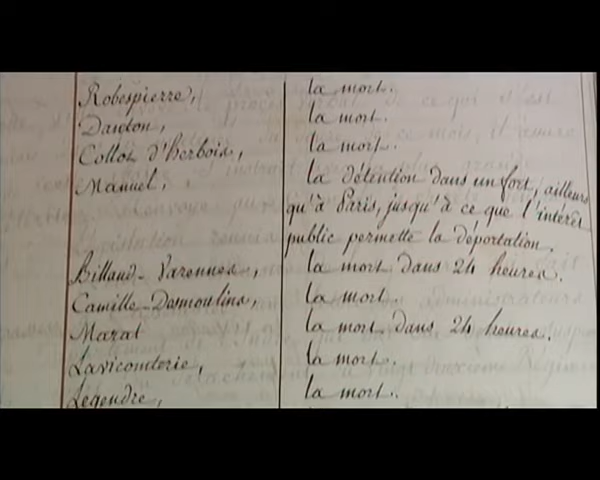 Robespierre, la mort.
Danton, la mort.
Collot d'herbois, la mort.
Manuel, la détention dans un fort, ailleurs
qu'à Paris, jusqu'à ce que l'intérêt
public permette la déportation.
Billaud-Varennes, la mort dans 24 heures.
Camille-Desmoulins, la mort.
Marat la mort dans 24 heures.
Lavicomterie, la mort.
Legendre, la mort.